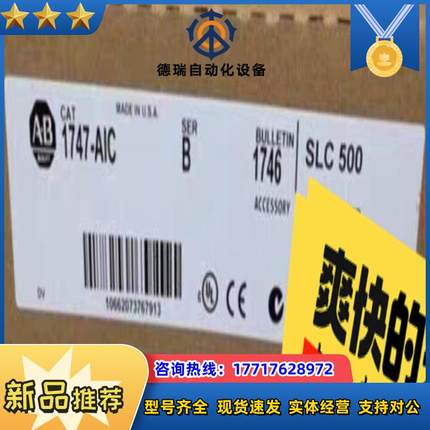 德瑞自动化设备
AB
CAT
1747-AIC
MADE IN U.S.A.
SER
B
BULLETIN
1746
ACCESSORY
SLC 500
DV
10662073767913
UL
CE
爽快的
咨询热线：17717628972
新品推荐
型号齐全 现货速发 实体经营 支持对公